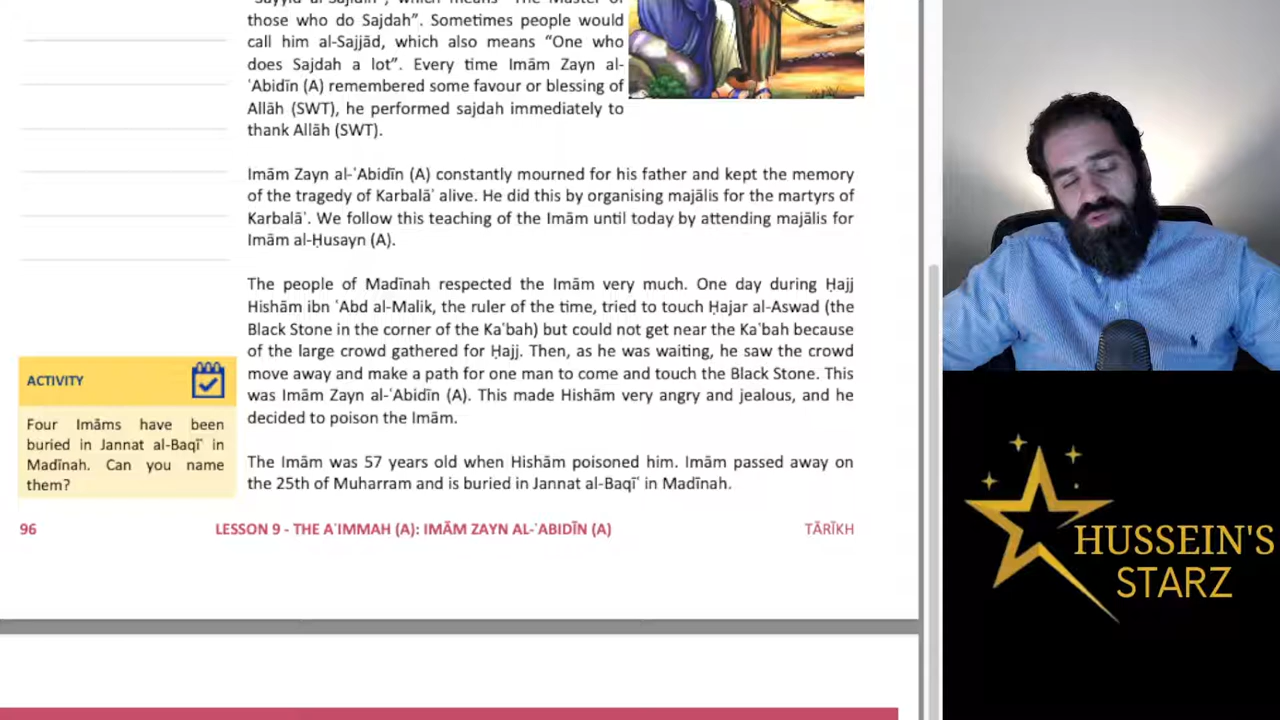 "Sayyid al-Sājidīn", which means "The Master of
those who do Sajdah". Sometimes people would
call him al-Sajjād, which also means "One who
does Sajdah a lot". Every time Imām Zayn al-
ʿAbidīn (A) remembered some favour or blessing of
Allāh (SWT), he performed sajdah immediately to
thank Allāh (SWT).
Imām Zayn al-ʿAbidīn (A) constantly mourned for his father and kept the memory
of the tragedy of Karbalāʾ alive. He did this by organising majālis for the martyrs of
Karbalāʾ. We follow this teaching of the Imām until today by attending majālis for
Imām al-Ḥusayn (A).
The people of Madīnah respected the Imām very much. One day during Ḥajj
Hishām ibn ʿAbd al-Malik, the ruler of the time, tried to touch Ḥajar al-Aswad (the
Black Stone in the corner of the Kaʿbah) but could not get near the Kaʿbah because
of the large crowd gathered for Ḥajj. Then, as he was waiting, he saw the crowd
move away and make a path for one man to come and touch the Black Stone. This
was Imām Zayn al-ʿAbidīn (A). This made Hishām very angry and jealous, and he
decided to poison the Imām.
The Imām was 57 years old when Hishām poisoned him. Imām passed away on
the 25th of Muharram and is buried in Jannat al-Baqīʿ in Madīnah.
ACTIVITY
Four Imāms have been
buried in Jannat al-Baqīʿ in
Madīnah. Can you name
them?
96
LESSON 9 - THE AʾIMMAH (A): IMĀM ZAYN AL-ʿABIDĪN (A)
TĀRĪKH
HUSSEIN'S
STARZ